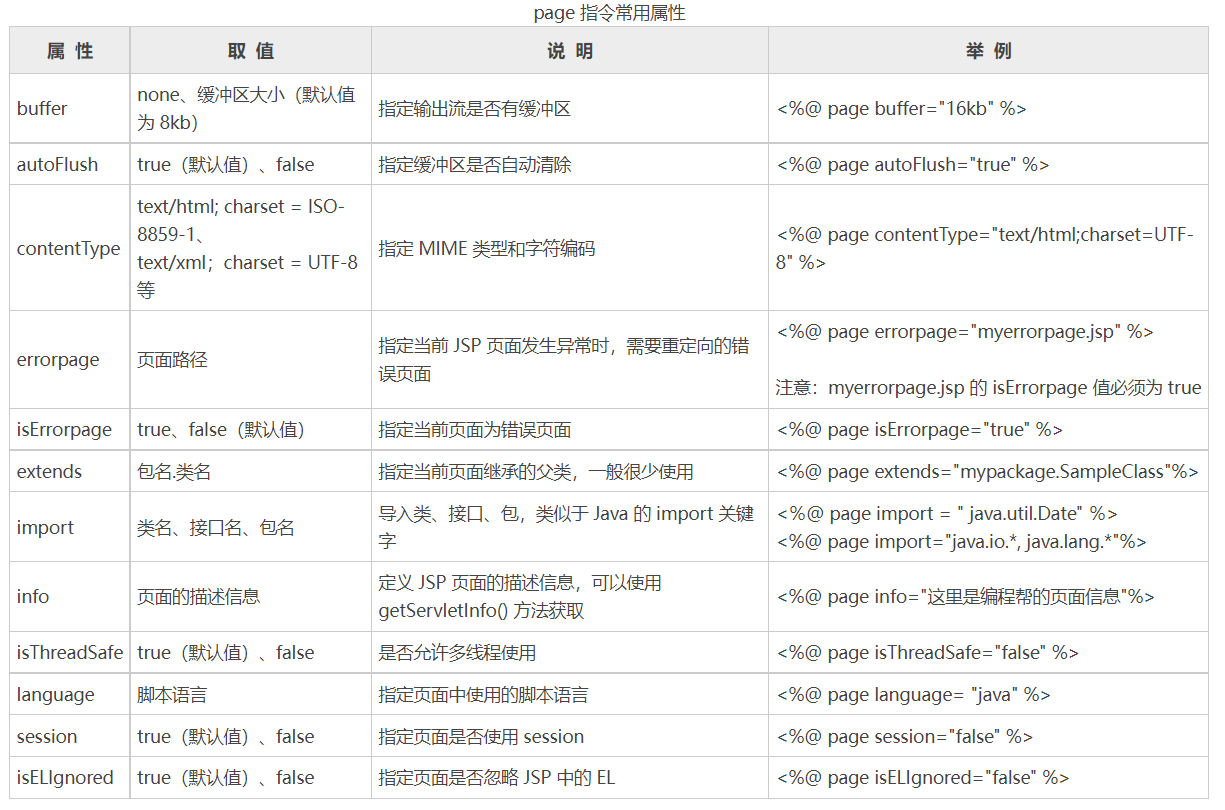 page 指令常用属性
属 性 取 值 说 明 举 例
buffer
none、缓冲区大小（默认值
为 8kb）
指定输出流是否有缓冲区
<%@ page buffer="16kb" %>
autoFlush
true（默认值）、false
指定缓冲区是否自动清除
<%@ page autoFlush="true" %>
contentType
text/html; charset = ISO-
8859-1、
text/xml；charset = UTF-8
等
指定 MIME 类型和字符编码
<%@ page contentType="text/html;charset=UTF-
8" %>
errorpage
页面路径
指定当前 JSP 页面发生异常时，需要重定向的错
误页面
<%@ page errorpage="myerrorpage.jsp" %>
注意：myerrorpage.jsp 的 isErrorpage 值必须为 true
isErrorpage
true、false（默认值）
指定当前页面为错误页面
<%@ page isErrorpage="true" %>
extends
包名.类名
指定当前页面继承的父类，一般很少使用
<%@ page extends="mypackage.SampleClass"%>
import
类名、接口名、包名
导入类、接口、包，类似于 Java 的 import 关键
字
<%@ page import = " java.util.Date" %>
<%@ page import="java.io.*, java.lang.*"%>
info
页面的描述信息
定义 JSP 页面的描述信息，可以使用
getServletInfo() 方法获取
<%@ page info="这里是编程帮的页面信息"%>
isThreadSafe
true（默认值）、false
是否允许多线程使用
<%@ page isThreadSafe="false" %>
language
脚本语言
指定页面中使用的脚本语言
<%@ page language= "java" %>
session
true（默认值）、false
指定页面是否使用 session
<%@ page session="false" %>
isELIgnored
true（默认值）、false
指定页面是否忽略 JSP 中的 EL
<%@ page isELIgnored="false" %>